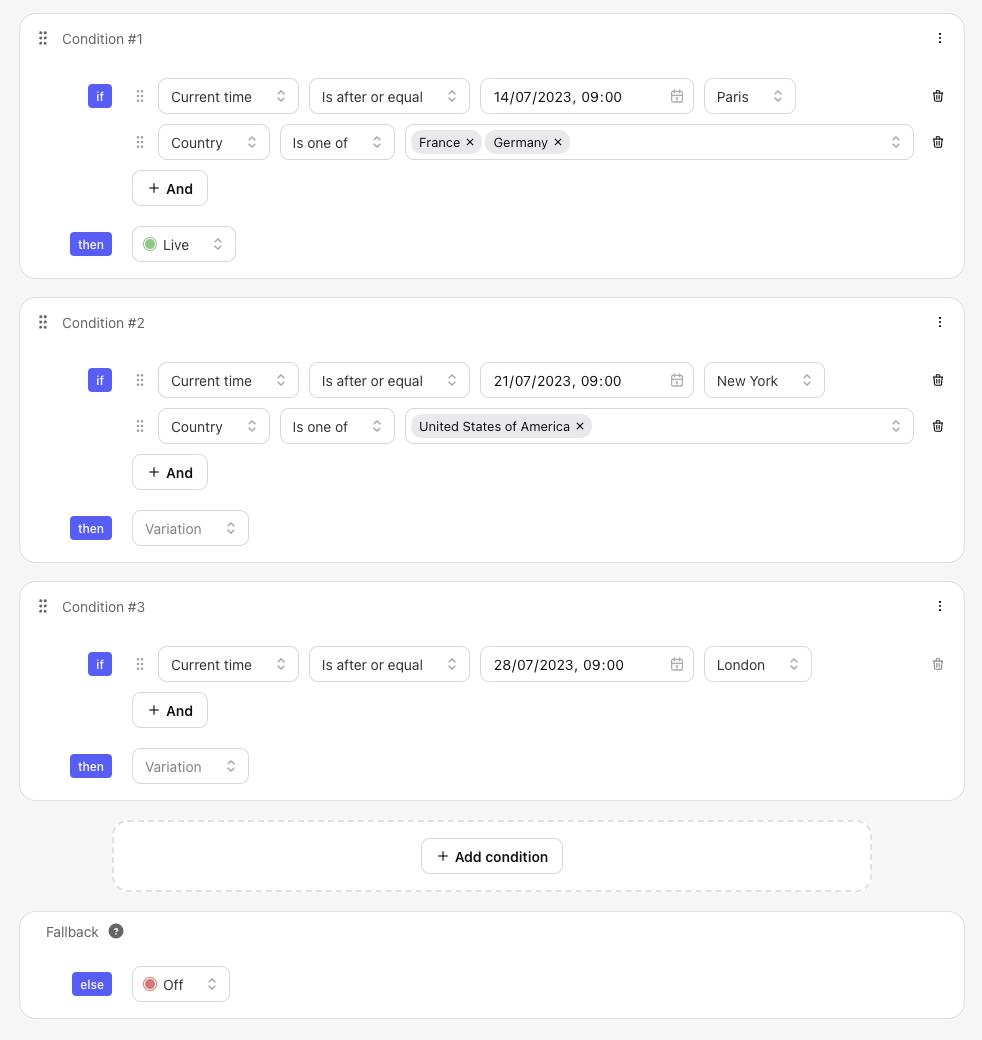 Condition #1
if Current time Is after or equal 14/07/2023, 09:00 Paris
Country Is one of France × Germany ×
+ And
then Live
Condition #2
if Current time Is after or equal 21/07/2023, 09:00 New York
Country Is one of United States of America ×
+ And
then Variation
Condition #3
if Current time Is after or equal 28/07/2023, 09:00 London
+ And
then Variation
+ Add condition
Fallback ?
else Off